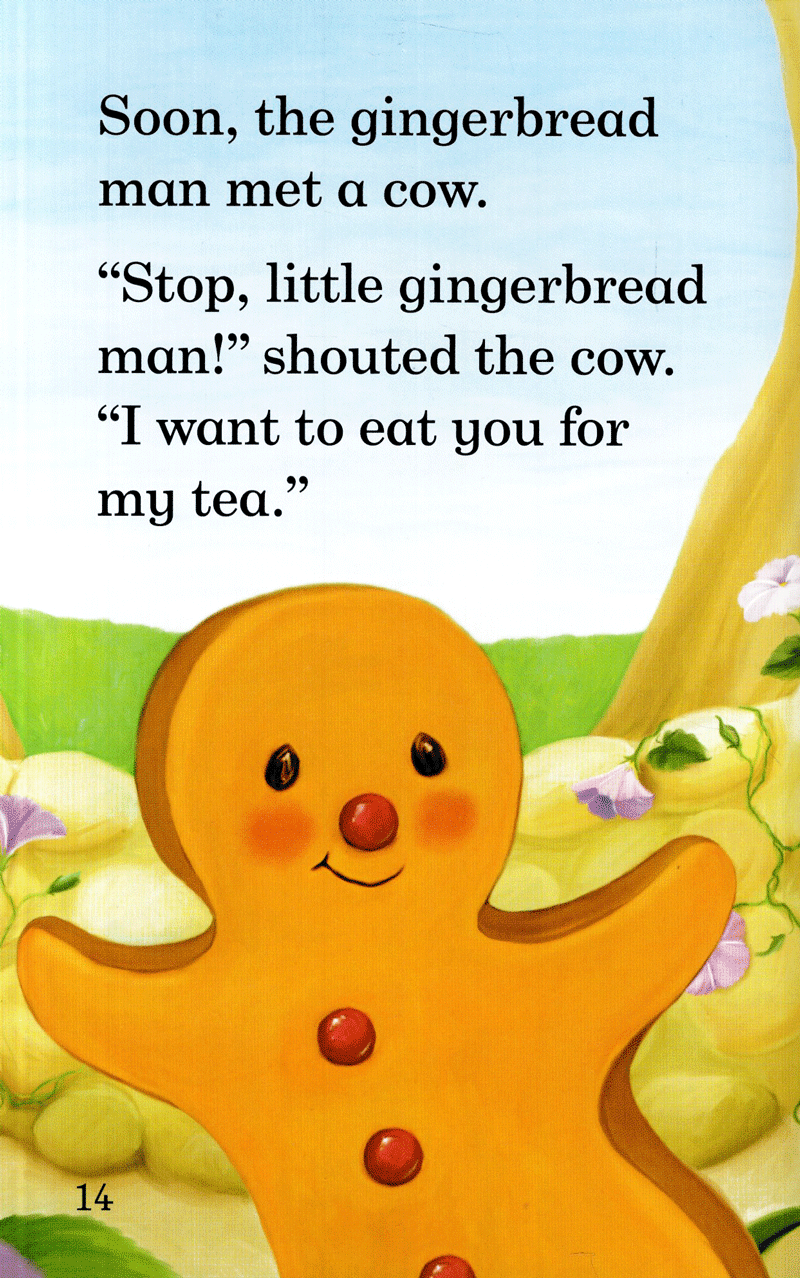 Soon, the gingerbread
man met a cow.
“Stop, little gingerbread
man!” shouted the cow.
“I want to eat you for
my tea.”
14